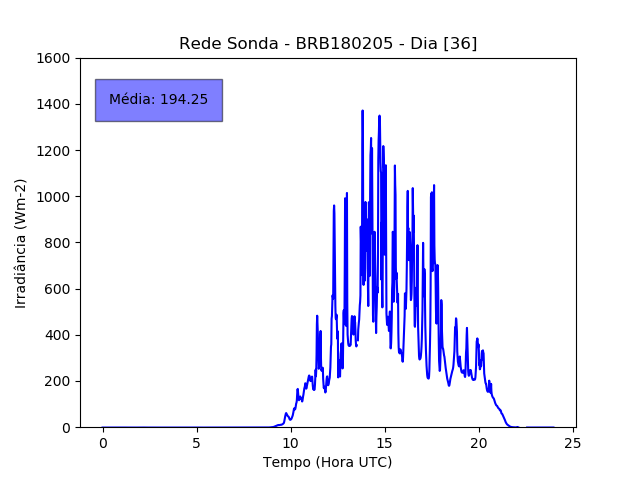 Rede Sonda - BRB180205 - Dia [36]
Média: 194.25
Irradiância (Wm-2)
1600
1400
1200
1000
800
600
400
200
0
0 5 10 15 20 25
Tempo (Hora UTC)